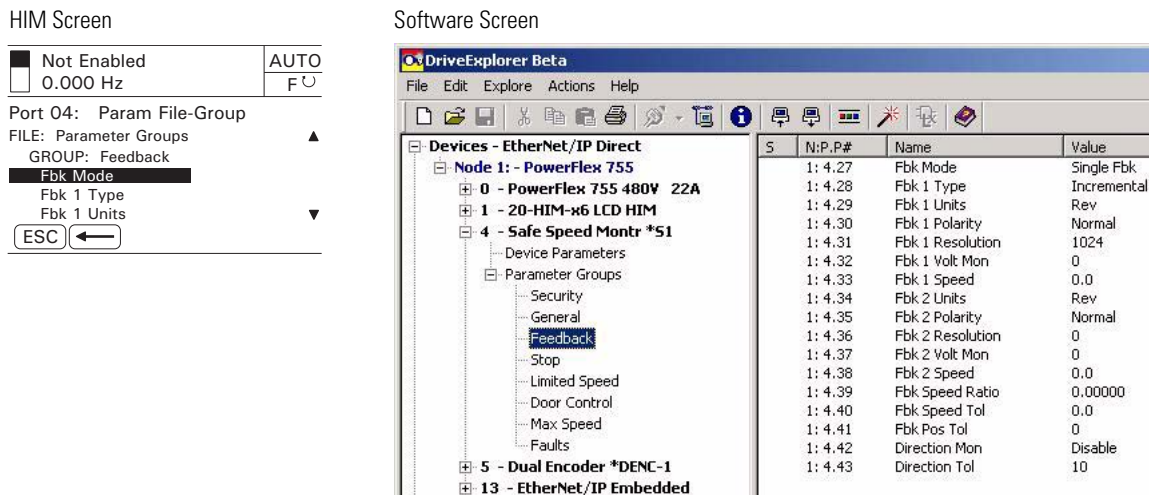 HIM Screen
Not Enabled
0.000 Hz
AUTO
F
Port 04: Param File-Group
FILE: Parameter Groups
GROUP: Feedback
Fbk Mode
Fbk 1 Type
Fbk 1 Units
ESC
Software Screen
DriveExplorer Beta
File Edit Explore Actions Help
Devices - EtherNet/IP Direct
Node 1: - PowerFlex 755
0 - PowerFlex 755 480V 22A
1 - 20-HIM-x6 LCD HIM
4 - Safe Speed Montr *S1
Device Parameters
Parameter Groups
Security
General
Feedback
Stop
Limited Speed
Door Control
Max Speed
Faults
5 - Dual Encoder *DENC-1
13 - EtherNet/IP Embedded
S N:P.P# Name Value
1: 4.27 Fbk Mode Single Fbk
1: 4.28 Fbk 1 Type Incremental
1: 4.29 Fbk 1 Units Rev
1: 4.30 Fbk 1 Polarity Normal
1: 4.31 Fbk 1 Resolution 1024
1: 4.32 Fbk 1 Volt Mon 0
1: 4.33 Fbk 1 Speed 0.0
1: 4.34 Fbk 2 Units Rev
1: 4.35 Fbk 2 Polarity Normal
1: 4.36 Fbk 2 Resolution 0
1: 4.37 Fbk 2 Volt Mon 0
1: 4.38 Fbk 2 Speed 0.0
1: 4.39 Fbk Speed Ratio 0.00000
1: 4.40 Fbk Speed Tol 0.0
1: 4.41 Fbk Pos Tol 0
1: 4.42 Direction Mon Disable
1: 4.43 Direction Tol 10